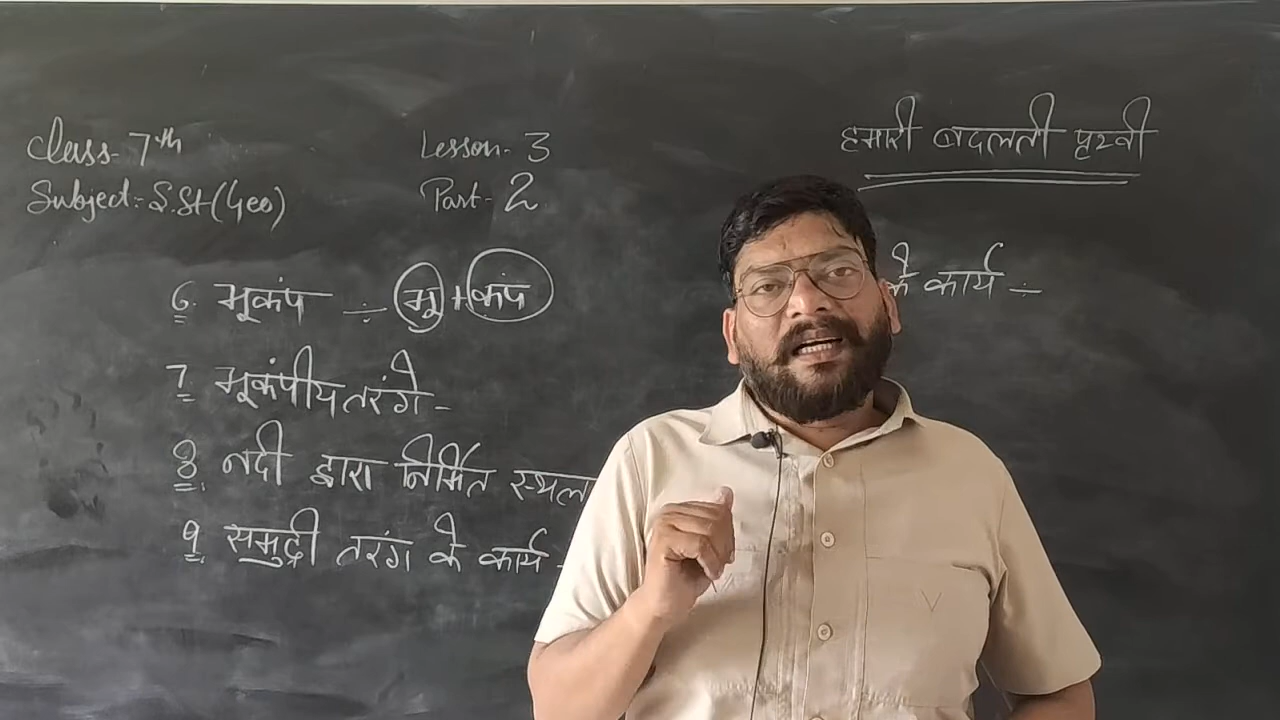 Class- 7th
Subject:- S.St (Geo)
Lesson- 3
Part- 2
हमारी बदलती पृथ्वी
6. भूकंप ÷ भू + कंप
7. भूकंपीय तरंगे -
8. नदी द्वारा निर्मित स्थल
9. समुद्री तरंग के कार्य -
के कार्य ÷